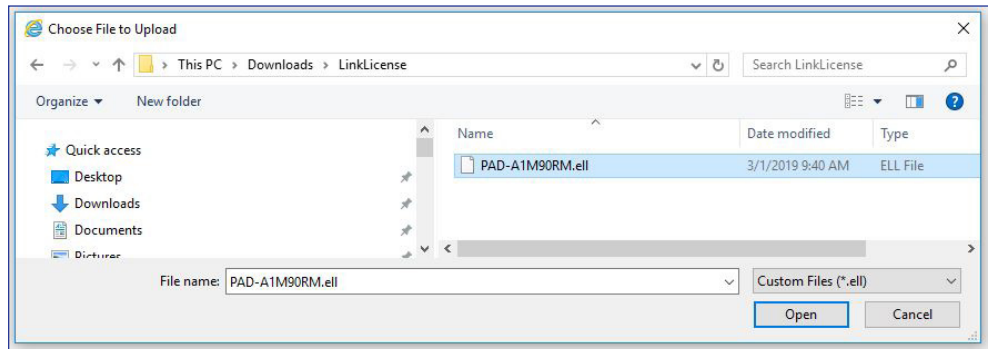 Choose File to Upload
This PC > Downloads > LinkLicense
Search LinkLicense
Organize
New folder
Name
Date modified
Type
Quick access
Desktop
Downloads
Documents
Pictures
PAD-A1M90RM.ell
3/1/2019 9:40 AM
ELL File
File name:
PAD-A1M90RM.ell
Custom Files (*.ell)
Open
Cancel